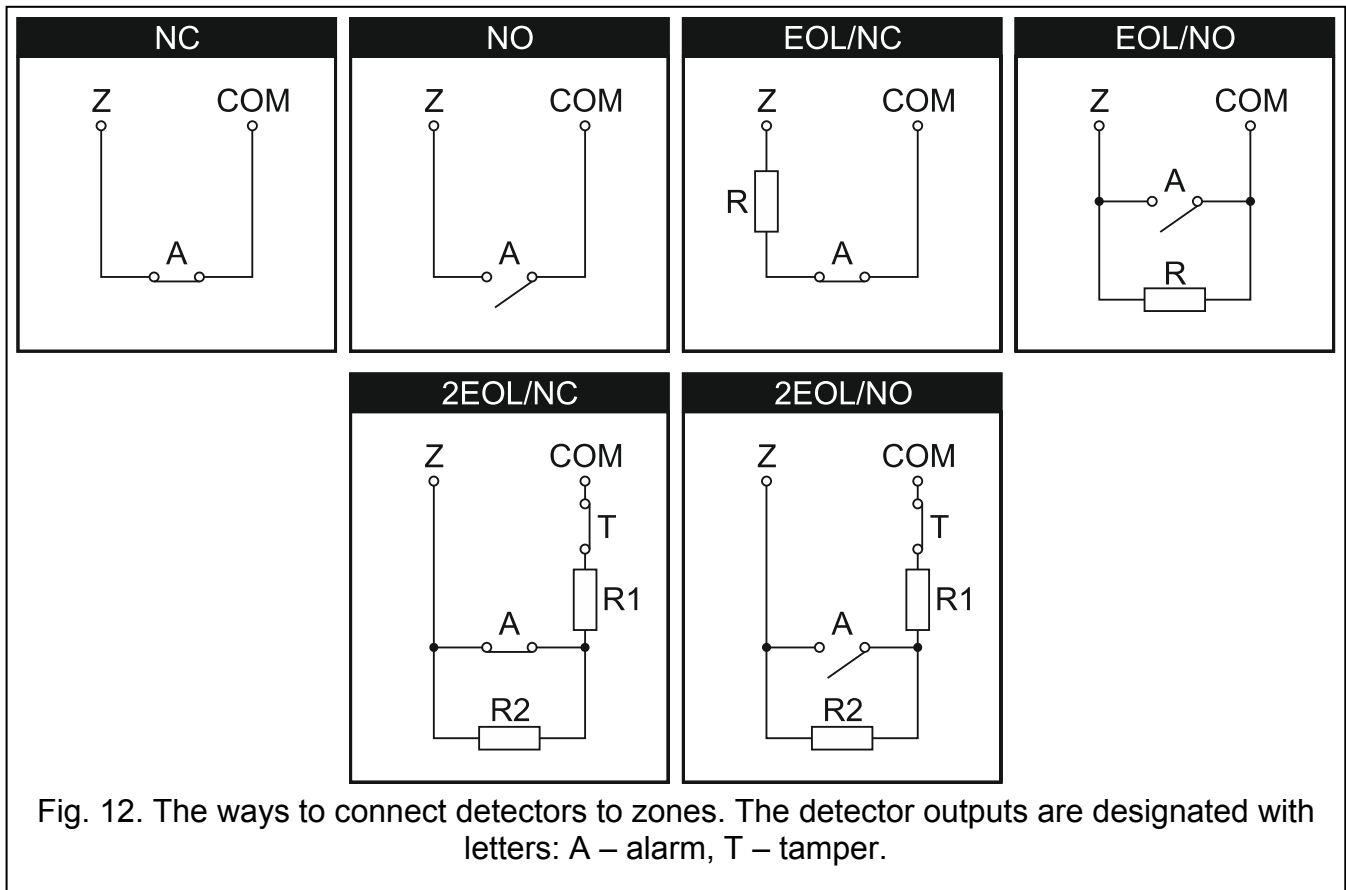 NC
NO
EOL/NC
EOL/NO
Z COM
A
Z COM
A
Z COM
R
A
Z COM
A
R
2EOL/NC
2EOL/NO
Z COM
T
R1
A
R2
Z COM
T
R1
A
R2
Fig. 12. The ways to connect detectors to zones. The detector outputs are designated with
letters: A – alarm, T – tamper.